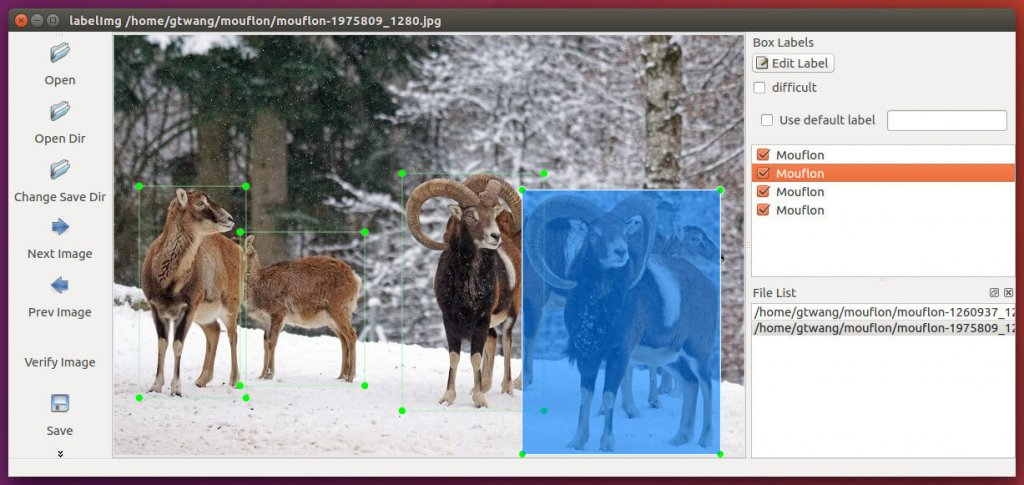 labelImg /home/gtwang/mouflon/mouflon-1975809_1280.jpg
Open
Open Dir
Change Save Dir
Next Image
Prev Image
Verify Image
Save
Box Labels
Edit Label
difficult
Use default label
Mouflon
Mouflon
Mouflon
Mouflon
File List
/home/gtwang/mouflon/mouflon-1260937_12
/home/gtwang/mouflon/mouflon-1975809_12